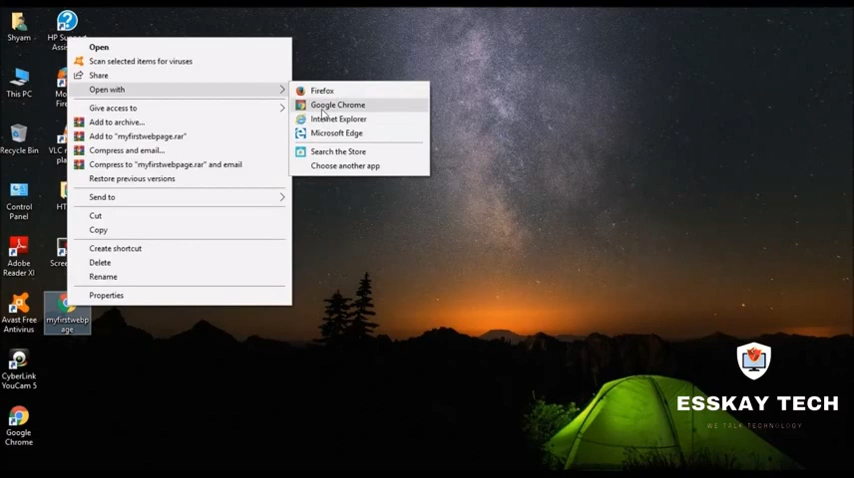 Shyam
HP Support
Assis
This PC
Mo
Fire
Recycle Bin
VLC
pla
Control
Panel
HT
Adobe
Reader XI
Scree
Avast Free
Antivirus
myfirstwebp
age
CyberLink
YouCam 5
Google
Chrome
Open
Scan selected items for viruses
Share
Open with
Give access to
Add to archive...
Add to "myfirstwebpage.rar"
Compress and email...
Compress to "myfirstwebpage.rar" and email
Restore previous versions
Send to
Cut
Copy
Create shortcut
Delete
Rename
Properties
Firefox
Google Chrome
Internet Explorer
Microsoft Edge
Search the Store
Choose another app
ESSKAY TECH
WE TALK TECHNOLOGY